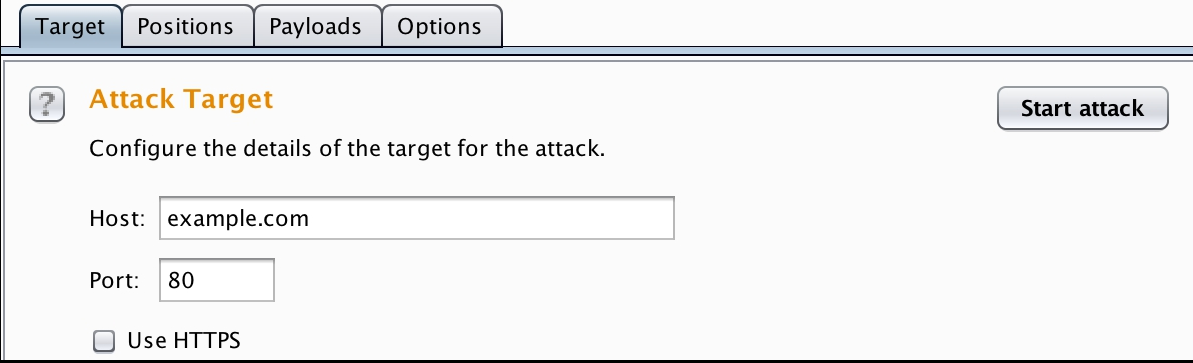 Target Positions Payloads Options
? Attack Target
Start attack
Configure the details of the target for the attack.
Host: example.com
Port: 80
Use HTTPS